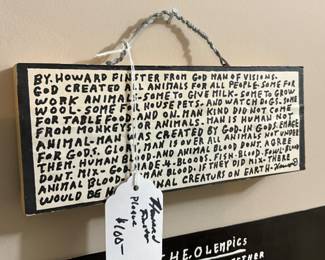 BY. HOWARD FINSTER FROM GOD MAN OF VISIONS.
GOD CREATED ALL ANIMALS FOR ALL PEOPLE. SOME FOR
WORK ANIMALS-SOME TO GIVE MILK. SOME TO GROW
WOOL-SOME FOR HOUSE PETS. AND WATCH DOGS. SOME
FOR TABLE FOOD AND ON. MAN KIND DID NOT COME
FROM MONKEYS OR ANIMALS. MAN IS HUMAN NOT
ANIMAL-MAN WAS CREATED BY GOD-IN GODS. EMAGE
FOR GODS. GLORY. MAN IS OVER ALL ANIMALS NOT UNDER
THEM. HUMAN BLOOD. AND ANIMAL BLOOD DONT. AGREE
DONT. MIX-GOD MADE-4-BLOODS. FISH-BLOOD-FOWL BLOOD
ANIMAL BLOOD BLOOD. IF THEY DID MIX-THERE
WOULD BE HALF ANIMAL CREATURS ON EARTH-
Howard
Finster
Plaque
$100-
THE. OLEMPICS